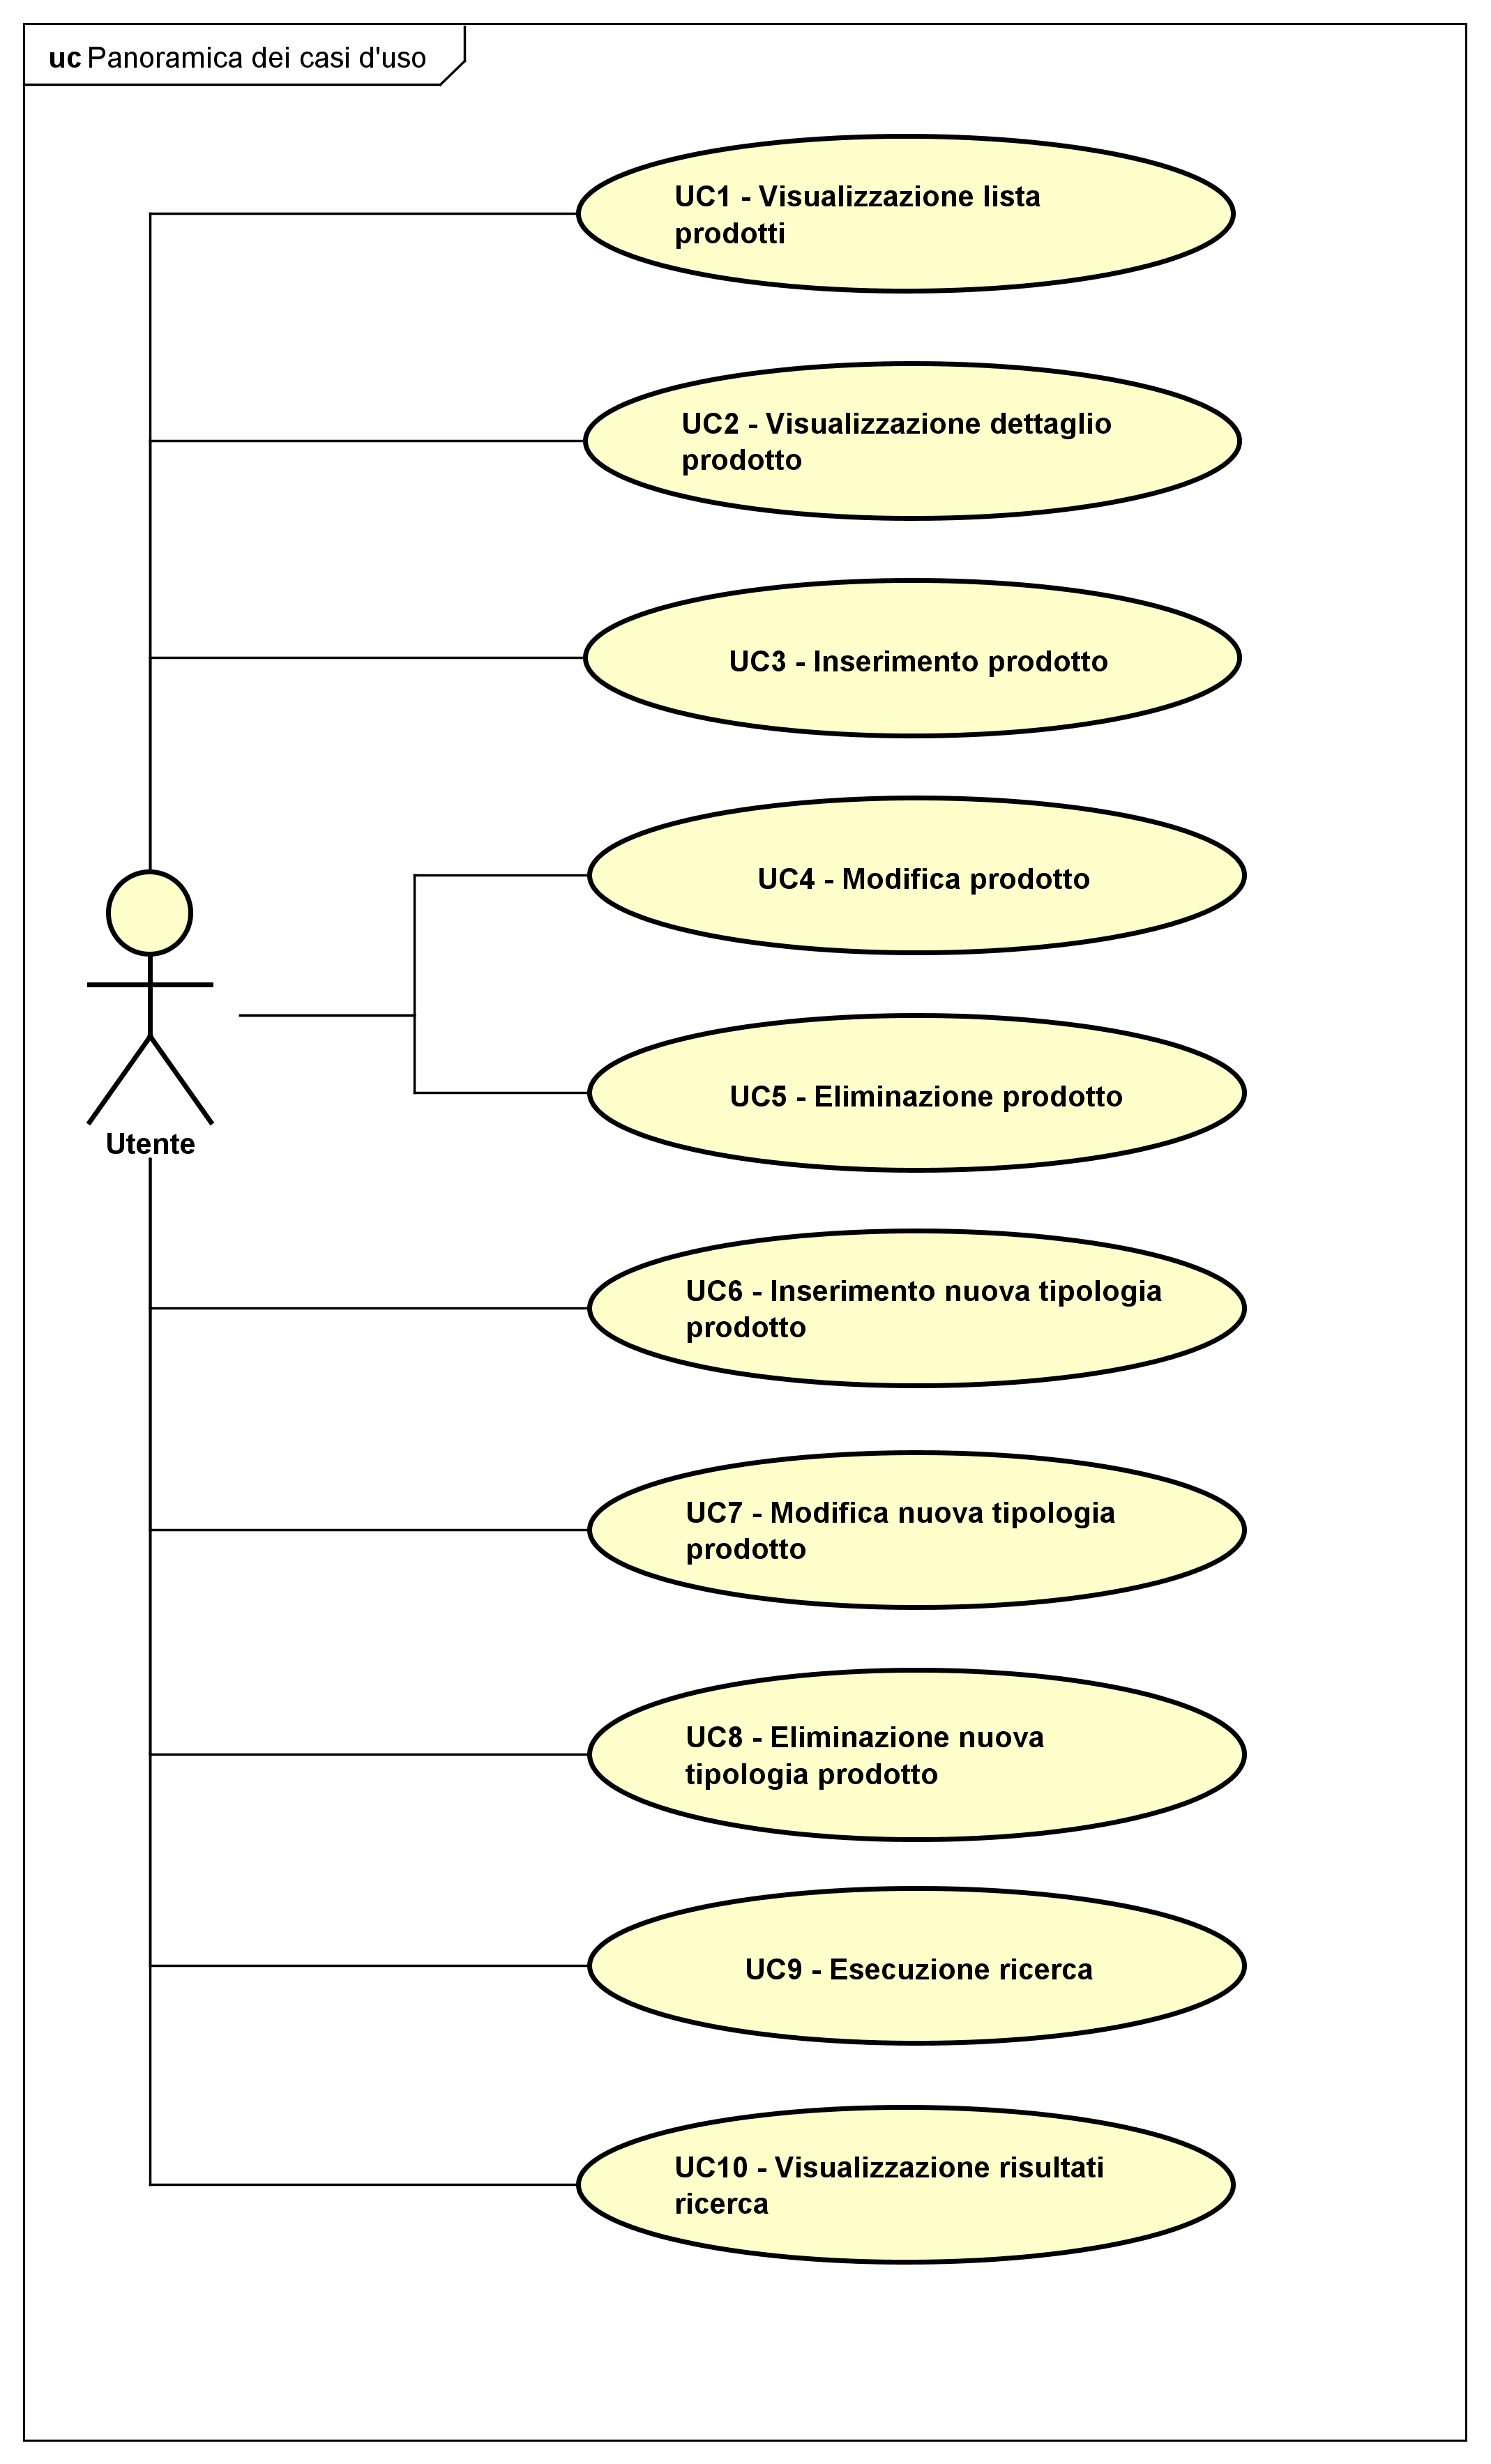 uc Panoramica dei casi d'uso
UC1 - Visualizzazione lista
prodotti
UC2 - Visualizzazione dettaglio
prodotto
UC3 - Inserimento prodotto
UC4 - Modifica prodotto
UC5 - Eliminazione prodotto
Utente
UC6 - Inserimento nuova tipologia
prodotto
UC7 - Modifica nuova tipologia
prodotto
UC8 - Eliminazione nuova
tipologia prodotto
UC9 - Esecuzione ricerca
UC10 - Visualizzazione risultati
ricerca